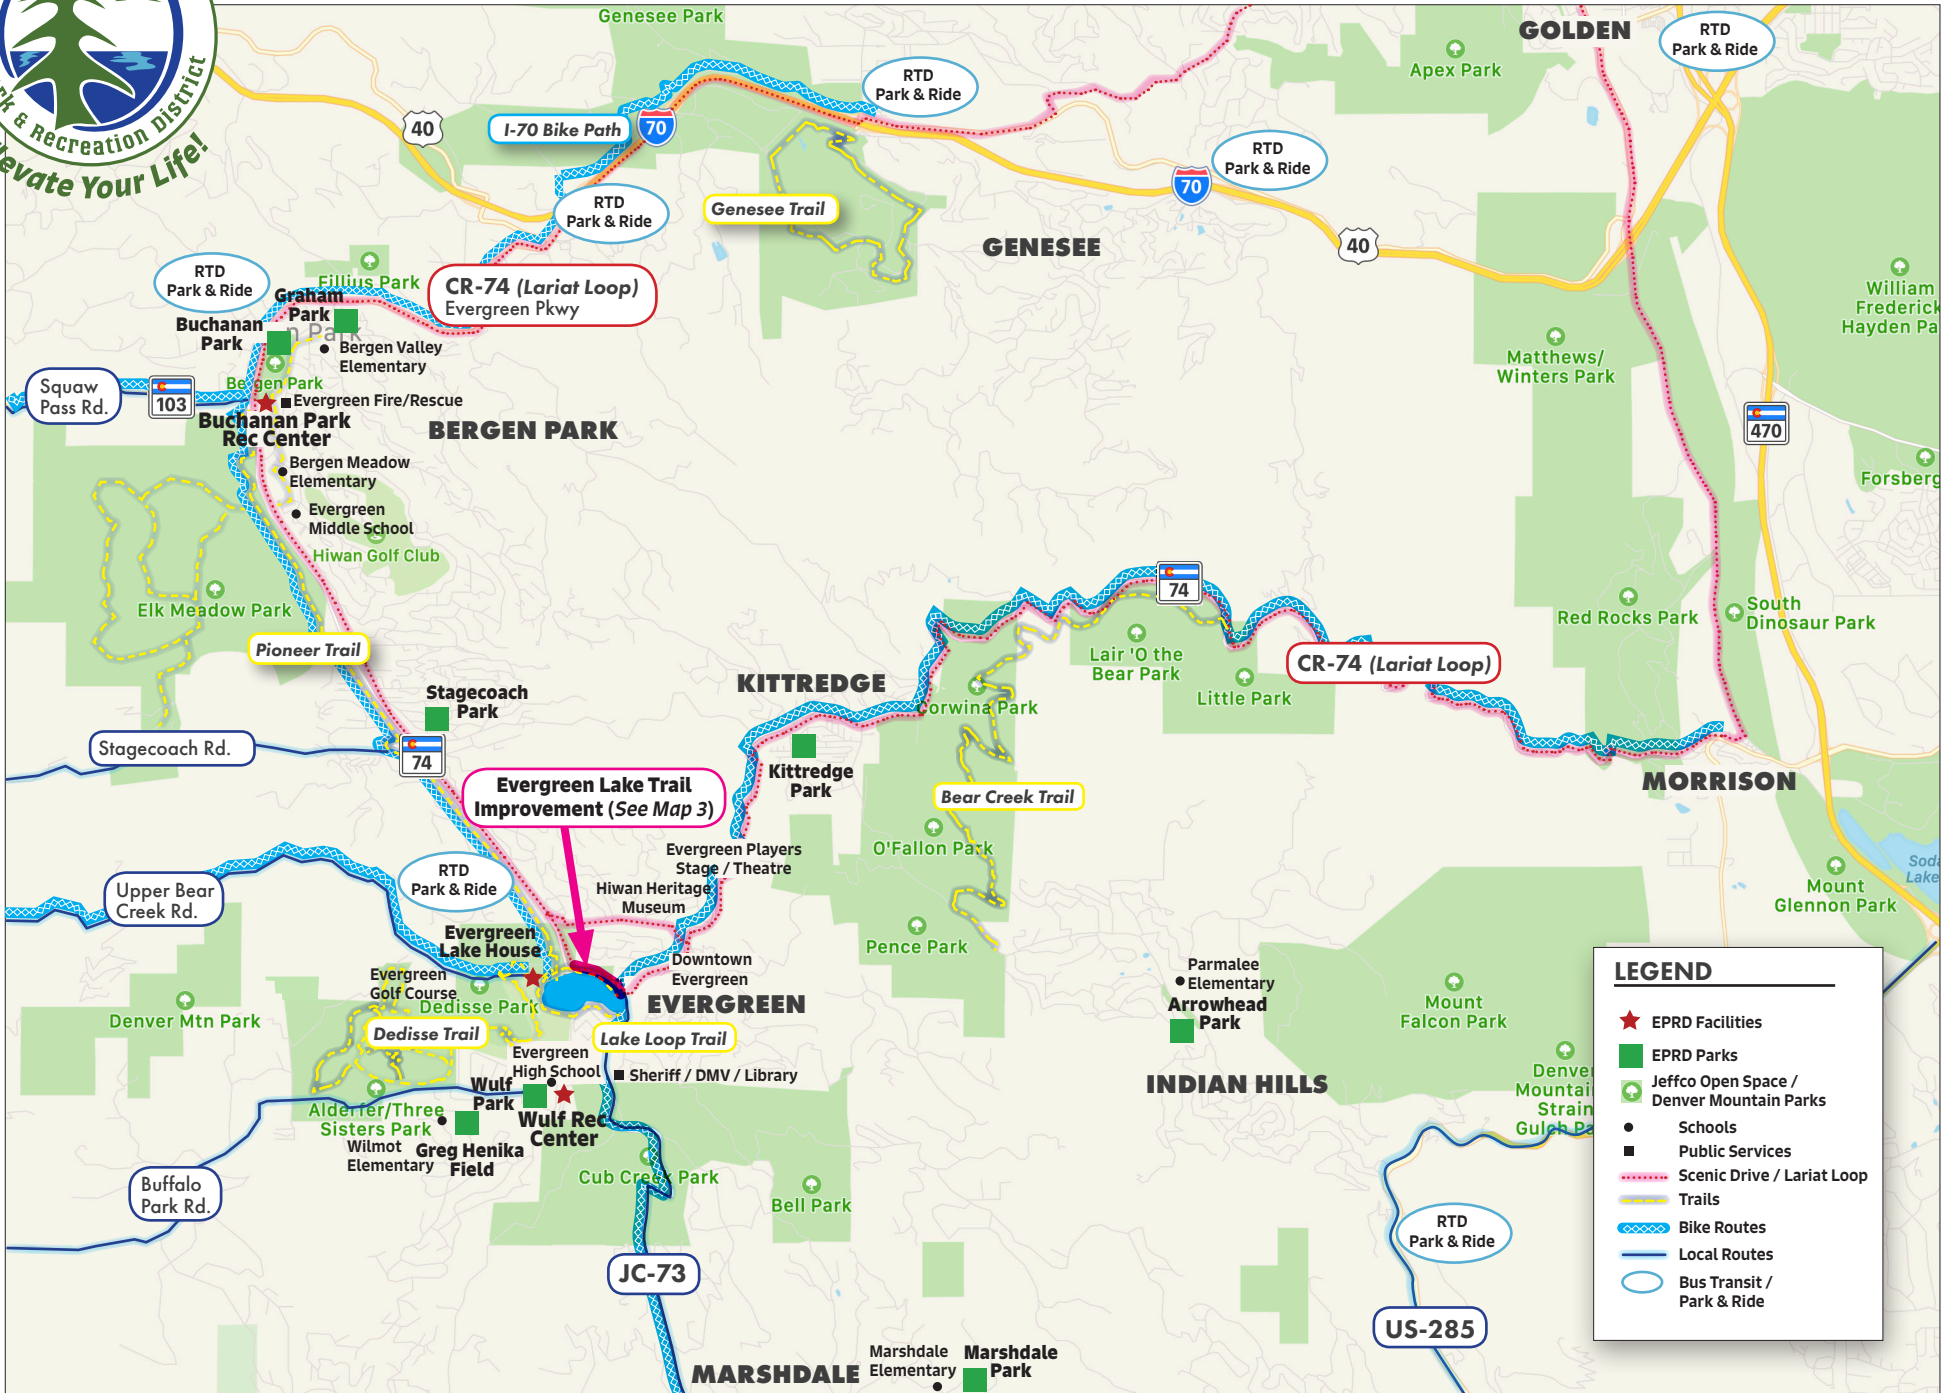 rk & Recreation District
evate Your Life!
Genesee Park
GOLDEN
RTD
Park & Ride
Apex Park
RTD
Park & Ride
40
I-70 Bike Path
70
RTD
Park & Ride
70
RTD
Park & Ride
Genesee Trail
GENESEE
40
RTD
Park & Ride
Fillius Park
CR-74 (Lariat Loop)
Evergreen Pkwy
William
Frederick
Hayden Pa
Graham
Park
Buchanan
Park
n Park
Bergen Valley
Elementary
Matthews/
Winters Park
Squaw
Pass Rd.
103
Bergen Park
Evergreen Fire/Rescue
Buchanan Park
Rec Center
BERGEN PARK
470
Bergen Meadow
Elementary
Forsberg
Evergreen
Middle School
Hiwan Golf Club
Elk Meadow Park
74
Red Rocks Park
South
Dinosaur Park
Pioneer Trail
Lair 'O the
Bear Park
CR-74 (Lariat Loop)
Little Park
KITTREDGE
Corwina Park
Stagecoach
Park
Stagecoach Rd.
74
Kittredge
Park
MORRISON
Evergreen Lake Trail
Improvement (See Map 3)
Bear Creek Trail
O'Fallon Park
Evergreen Players
Stage / Theatre
RTD
Park & Ride
Hiwan Heritage
Museum
Upper Bear
Creek Rd.
Soda
Lake
Mount
Glennon Park
Evergreen
Lake House
Pence Park
Downtown
Evergreen
Evergreen
Golf Course
Dedisse Park
EVERGREEN
Parmalee
Elementary
Arrowhead
Park
Mount
Falcon Park
Denver Mtn Park
Dedisse Trail
Lake Loop Trail
Evergreen
High School
Sheriff / DMV / Library
INDIAN HILLS
Denver
Mountai
Strain
Gulch Pa
Wulf
Park
Wulf Rec
Center
Alderfer/Three
Sisters Park
Wilmot
Elementary
Greg Henika
Field
Cub Creek Park
Bell Park
Buffalo
Park Rd.
RTD
Park & Ride
JC-73
US-285
MARSHDALE
Marshdale
Elementary
Marshdale
Park
LEGEND
EPRD Facilities
EPRD Parks
Jeffco Open Space /
Denver Mountain Parks
Schools
Public Services
Scenic Drive / Lariat Loop
Trails
Bike Routes
Local Routes
Bus Transit /
Park & Ride